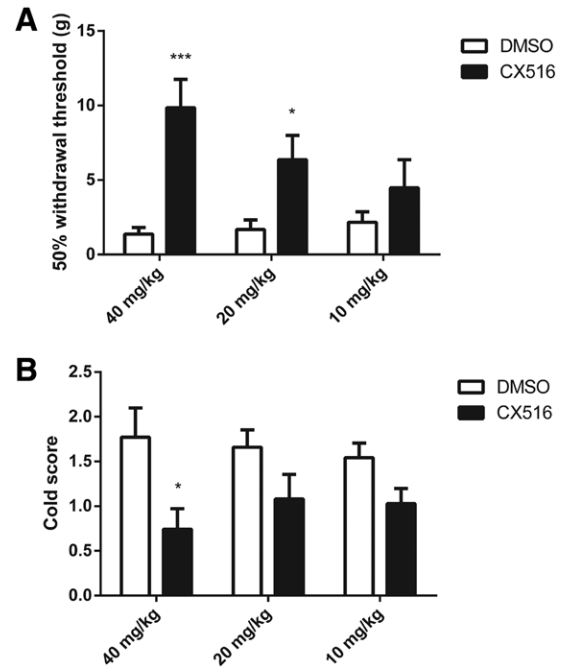 A
50% withdrawal threshold (g)
15
10
5
0
***
*
DMSO
CX516
40 mg/kg
20 mg/kg
10 mg/kg
B
Cold score
2.5
2.0
1.5
1.0
0.5
0.0
*
DMSO
CX516
40 mg/kg
20 mg/kg
10 mg/kg